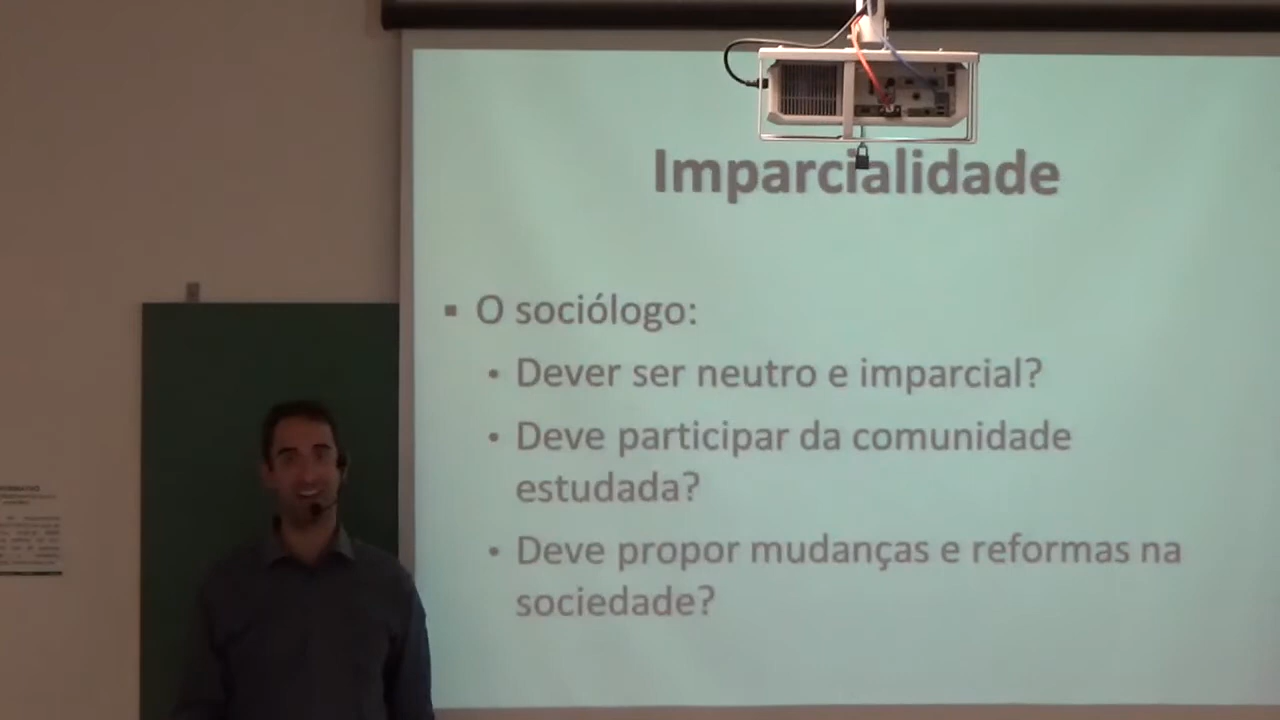 Imparcialidade
▪ O sociólogo:
• Dever ser neutro e imparcial?
• Deve participar da comunidade
estudada?
• Deve propor mudanças e reformas na
sociedade?